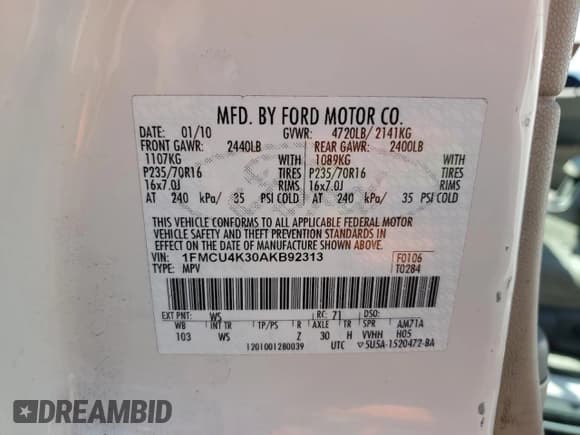 MFD. BY FORD MOTOR CO.
DATE: 01/10 GVWR: 4720LB/ 2141KG
FRONT GAWR: 2440LB REAR GAWR: 2400LB
1107KG WITH 1089KG WITH
P235/70R16 TIRES P235/70R16 TIRES
16x7.0J RIMS 16x7.0J RIMS
AT 240 kPa/ 35 PSI COLD AT 240 kPa/ 35 PSI COLD
THIS VEHICLE CONFORMS TO ALL APPLICABLE FEDERAL MOTOR
VEHICLE SAFETY AND THEFT PREVENTION STANDARDS IN
EFFECT ON THE DATE OF MANUFACTURE SHOWN ABOVE.
VIN: 1FMCU4K30AKB92313 F0106
TYPE: MPV T0284
EXT PNT: WS RC: 71 DSO:
WB INT TR TP/PS R AXLE TR SPR AM71A
103 WS Z 30 H VVHH H05
1201001280039 UTC ▽5U5A-1520472-BA
DREAMBID